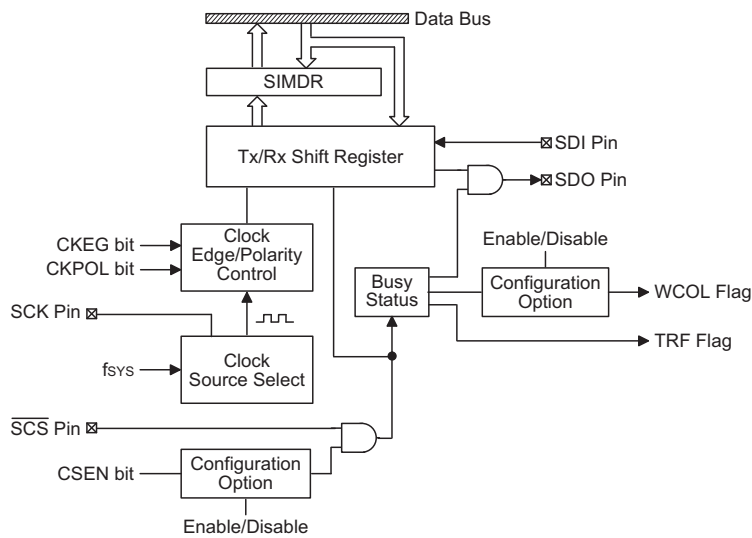 Data Bus
SIMDR
Tx/Rx Shift Register
SDI Pin
SDO Pin
CKEG bit
CKPOL bit
Clock
Edge/Polarity
Control
Enable/Disable
Busy
Status
Configuration
Option
WCOL Flag
TRF Flag
SCK Pin
fSYS
Clock
Source Select
SCS Pin
CSEN bit
Configuration
Option
Enable/Disable